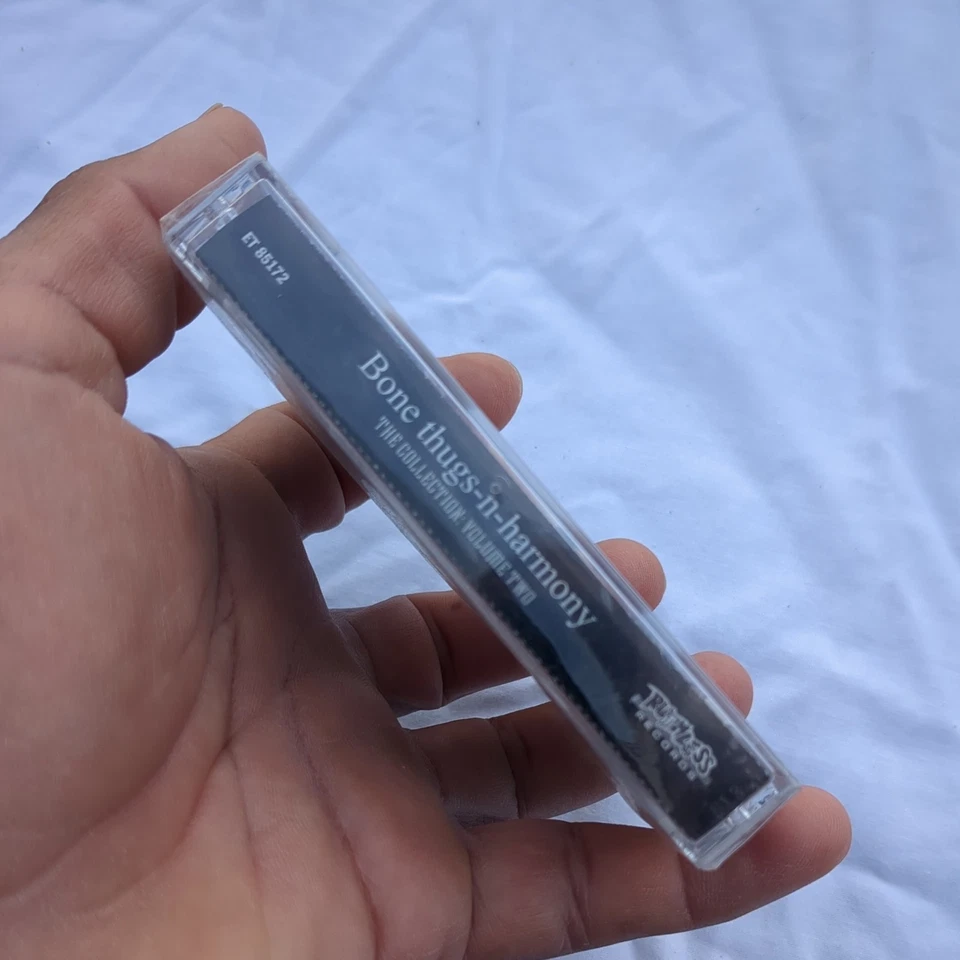 ET 85172
Bone thugs-n-harmony
THE COLLECTION: VOLUME TWO
RUTHLESS
RECORDS